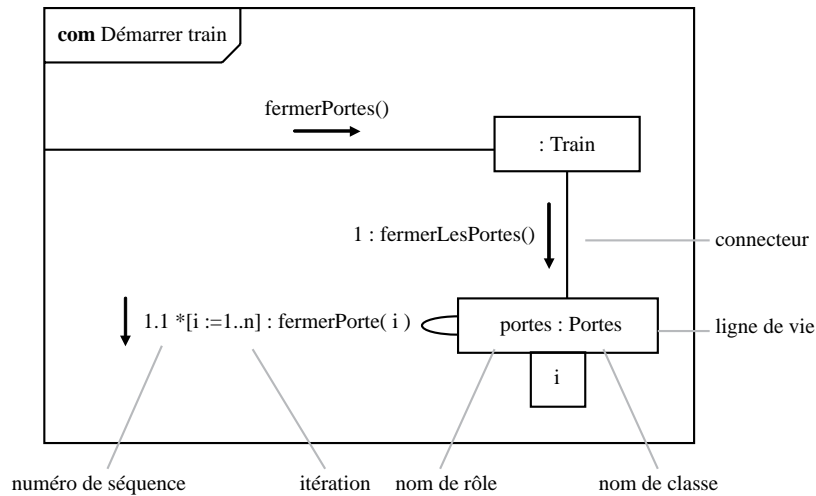 com Démarrer train
fermerPortes()
: Train
1 : fermerLesPortes()
connecteur
1.1 *[i :=1..n] : fermerPorte( i )
portes : Portes
ligne de vie
i
numéro de séquence
itération
nom de rôle
nom de classe